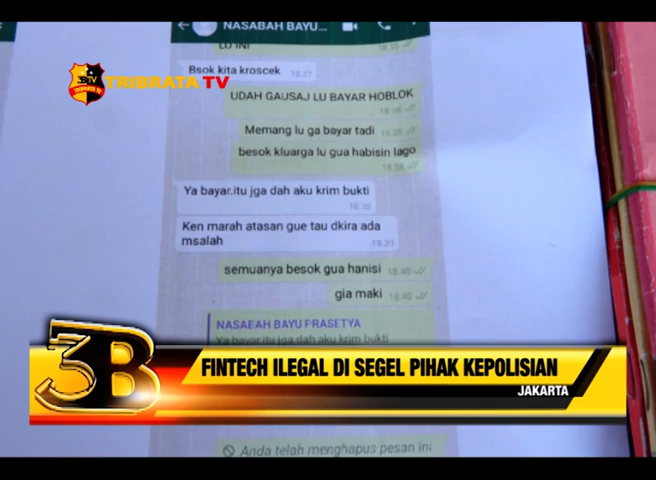 NASABAH BAYU...
LU INI
18.36
Bsok kita kroscek 18.37
TRIBRATA TV
UDAH GAUSAJ LU BAYAR HOBLOK
18.38
Memang lu ga bayar tadi 18.38
besok kluarga lu gua habisin lago
18.38
Ya bayar.itu jga dah aku krim bukti
18.39
Ken marah atasan gue tau dkira ada
msalah 18.39
semuanya besok gua hanisi 18.40
gia maki 18.40
NASABAH BAYU PRASETYA
Ya bayar.itu jga dah aku krim bukti
3B
FINTECH ILEGAL DI SEGEL PIHAK KEPOLISIAN
JAKARTA
Anda telah menghapus pesan ini